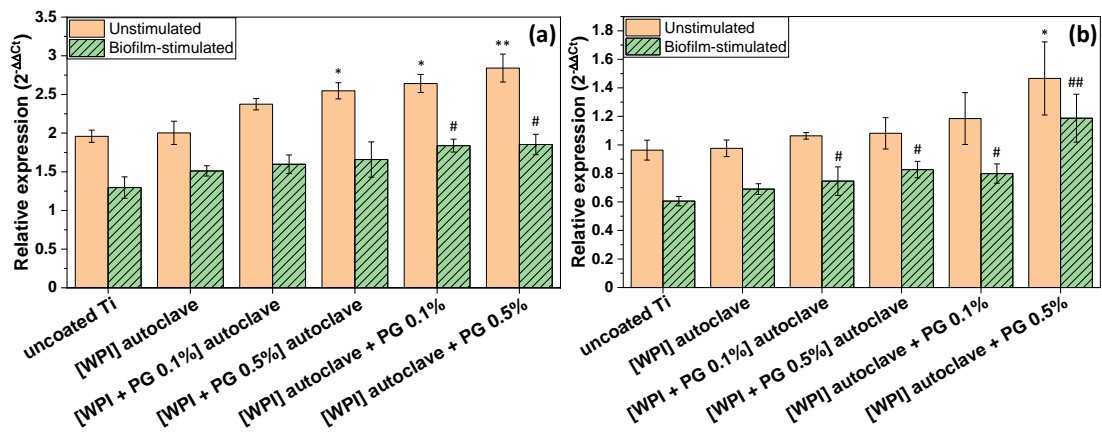 Relative expression (2^-ΔΔCt)
3.5
3
2.5
2
1.5
1
0.5
0
Unstimulated
Biofilm-stimulated
(a)
*
*
**
#
#
uncoated Ti
[WPI] autoclave
[WPI + PG 0.1%] autoclave
[WPI + PG 0.5%] autoclave
[WPI] autoclave + PG 0.1%
[WPI] autoclave + PG 0.5%
Relative expression (2^-ΔΔCt)
1.8
1.6
1.4
1.2
1
0.8
0.6
0.4
0.2
0
Unstimulated
Biofilm-stimulated
(b)
*
##
#
#
#
uncoated Ti
[WPI] autoclave
[WPI + PG 0.1%] autoclave
[WPI + PG 0.5%] autoclave
[WPI] autoclave + PG 0.1%
[WPI] autoclave + PG 0.5%